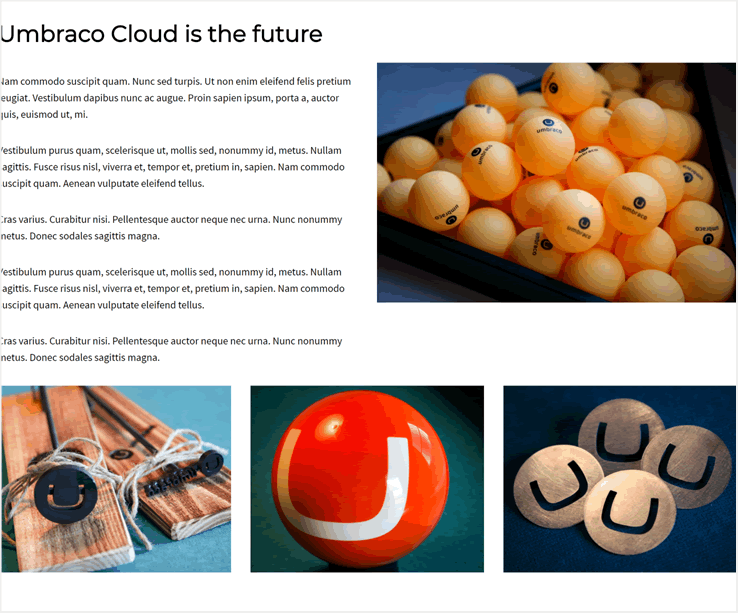 Umbraco Cloud is the future
Nam commodo suscipit quam. Nunc sed turpis. Ut non enim eleifend felis pretium
feugiat. Vestibulum dapibus nunc ac augue. Proin sapien ipsum, porta a, auctor
quis, euismod ut, mi.
Vestibulum purus quam, scelerisque ut, mollis sed, nonummy id, metus. Nullam
sagittis. Fusce risus nisl, viverra et, tempor et, pretium in, sapien. Nam commodo
suscipit quam. Aenean vulputate eleifend tellus.
Cras varius. Curabitur nisi. Pellentesque auctor neque nec urna. Nunc nonummy
metus. Donec sodales sagittis magna.
Vestibulum purus quam, scelerisque ut, mollis sed, nonummy id, metus. Nullam
sagittis. Fusce risus nisl, viverra et, tempor et, pretium in, sapien. Nam commodo
suscipit quam. Aenean vulputate eleifend tellus.
Cras varius. Curabitur nisi. Pellentesque auctor neque nec urna. Nunc nonummy
metus. Donec sodales sagittis magna.
umbraco
umbraco
umbraco
umbraco
U
U
U
U
U